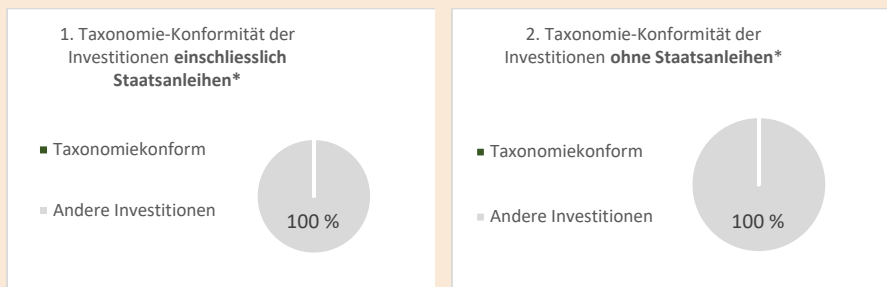 1. Taxonomie-Konformität der
Investitionen einschliesslich
Staatsanleihen*
Taxonomiekonform
Andere Investitionen
100 %
2. Taxonomie-Konformität der
Investitionen ohne Staatsanleihen*
Taxonomiekonform
Andere Investitionen
100 %